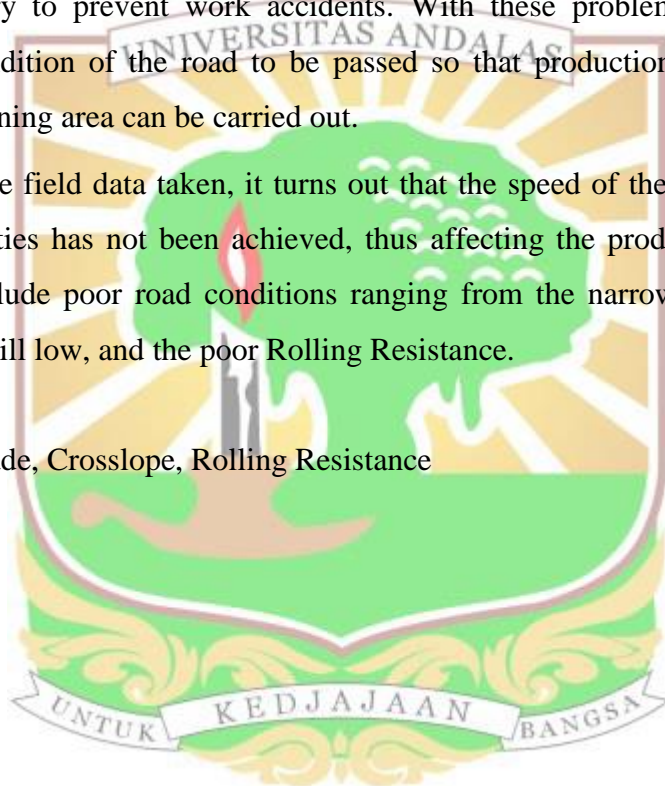 ry to prevent work accidents. With these problem
UNIVERSITAS ANDALAS
dition of the road to be passed so that production
ning area can be carried out.
e field data taken, it turns out that the speed of the
ties has not been achieved, thus affecting the prod
lude poor road conditions ranging from the narrow
ill low, and the poor Rolling Resistance.
de, Crosslope, Rolling Resistance
UNTUK KEDJAJAAN BANGSA